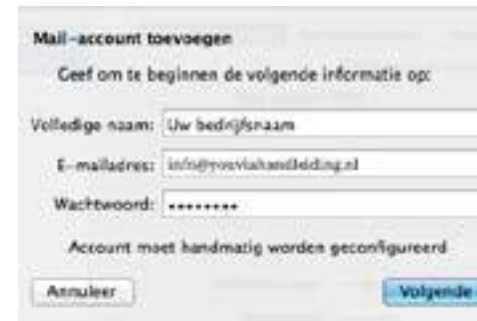 Mail-account toevoegen
Geef om te beginnen de volgende informatie op:
Volledige naam: Uw bedrijfsnaam
E-mailadres:
Wachtwoord: ••••••••
Account moet handmatig worden geconfigureerd
Annuleer Volgende